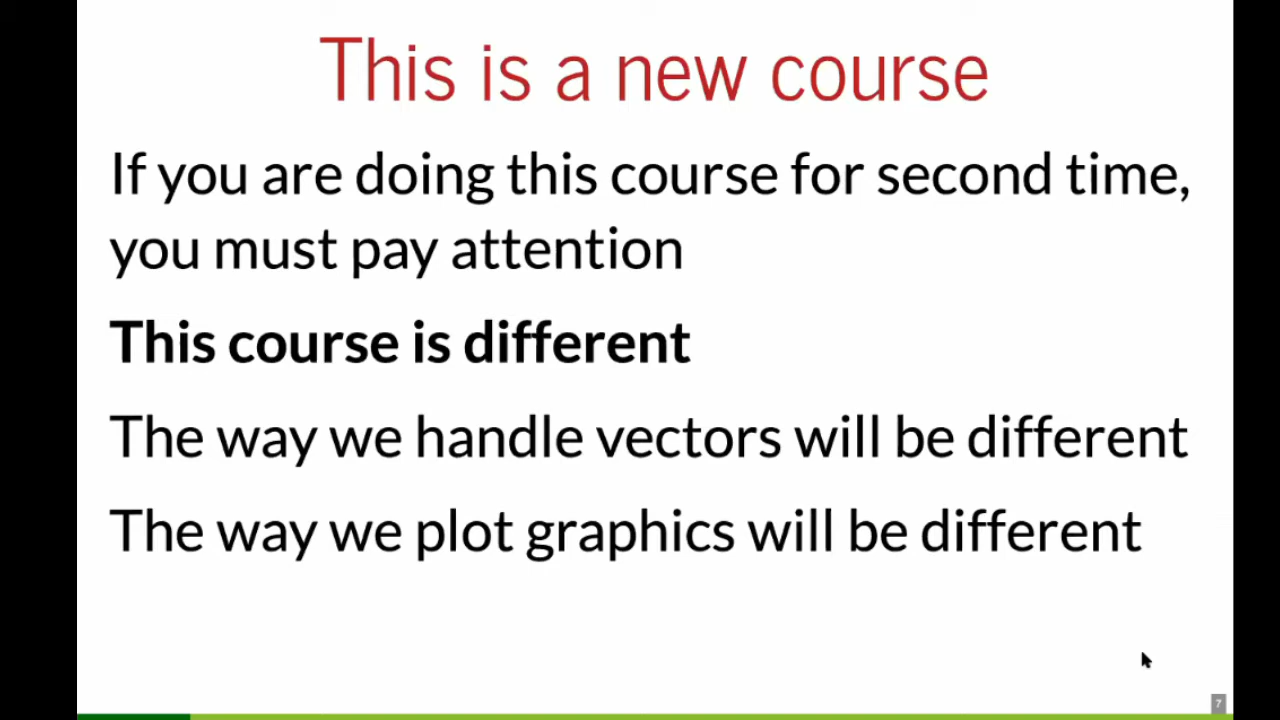 This is a new course
If you are doing this course for second time,
you must pay attention
This course is different
The way we handle vectors will be different
The way we plot graphics will be different
7